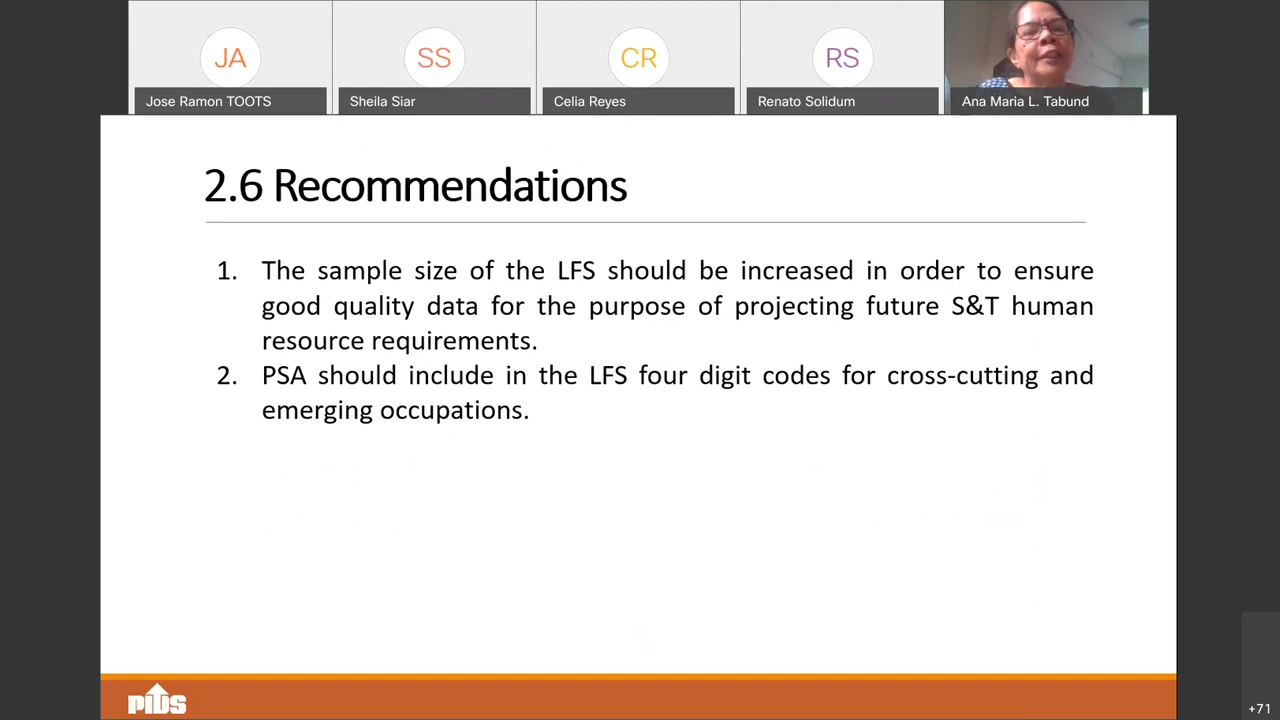 JA
SS
CR
RS
Jose Ramon TOOTS
Sheila Siar
Celia Reyes
Renato Solidum
Ana Maria L. Tabund
2.6 Recommendations
1. The sample size of the LFS should be increased in order to ensure
good quality data for the purpose of projecting future S&T human
resource requirements.
2. PSA should include in the LFS four digit codes for cross-cutting and
emerging occupations.
PIDS
+71